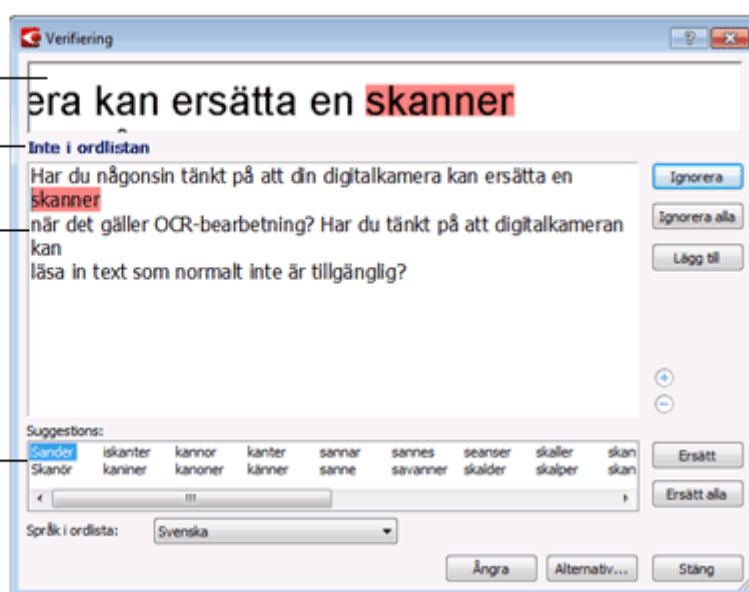 Verifiering
era kan ersätta en skanner
Inte i ordlistan
Har du någonsin tänkt på att din digitalkamera kan ersätta en
skanner
när det gäller OCR-bearbetning? Har du tänkt på att digitalkameran
kan
läsa in text som normalt inte är tillgänglig?
Ignorera
Ignorera alla
Lägg till
Suggestions:
Sander iskanter kannor kanter sannar sannes seanser skaller skan
Skanör kaniner kanoner känner sanne savanner skalder skalper skan
Ersätt
Ersätt alla
Språk i ordlista: Svenska
Ångra Alternativ... Stäng